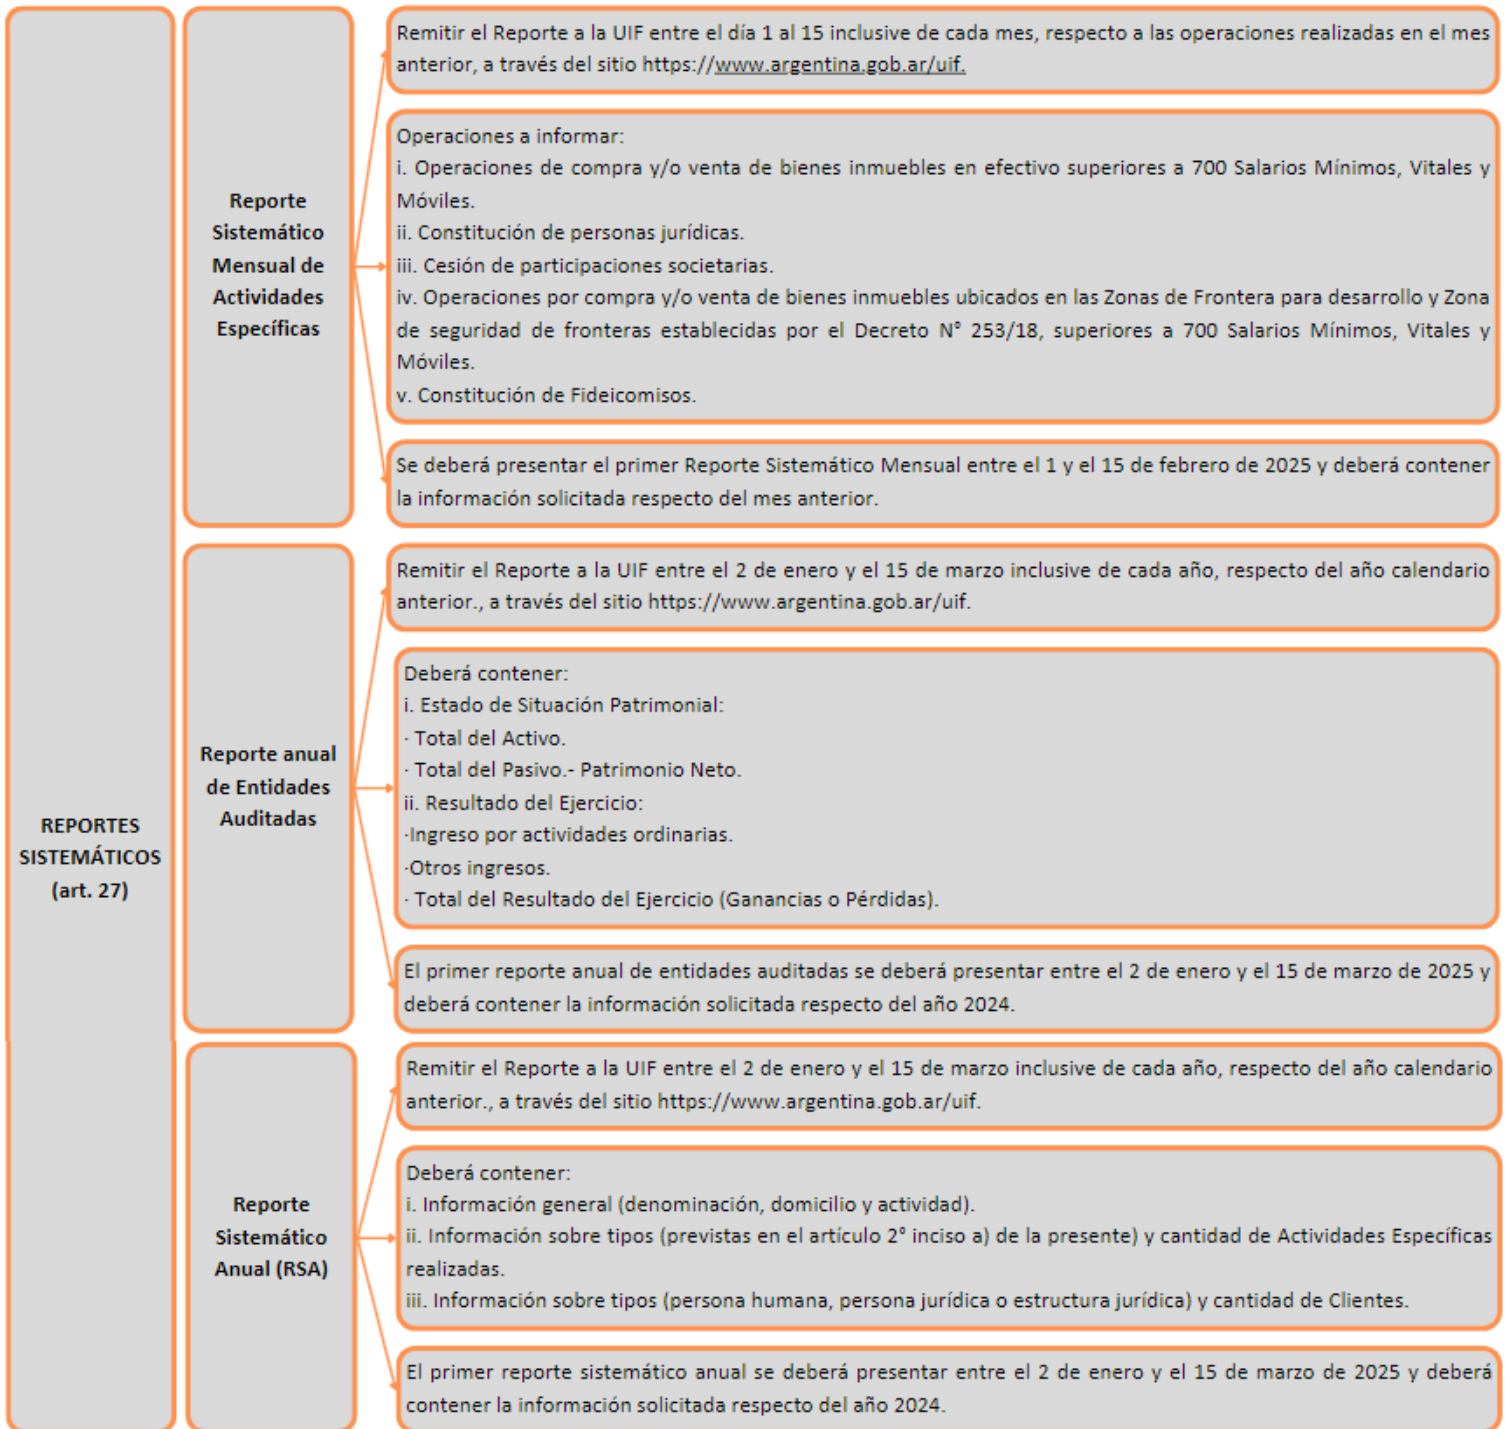 REPORTES
SISTEMÁTICOS
(art. 27)
Reporte
Sistemático
Mensual de
Actividades
Específicas
Remitir el Reporte a la UIF entre el día 1 al 15 inclusive de cada mes, respecto a las operaciones realizadas en el mes
anterior, a través del sitio https://www.argentina.gob.ar/uif.
Operaciones a informar:
i. Operaciones de compra y/o venta de bienes inmuebles en efectivo superiores a 700 Salarios Mínimos, Vitales y
Móviles.
ii. Constitución de personas jurídicas.
iii. Cesión de participaciones societarias.
iv. Operaciones por compra y/o venta de bienes inmuebles ubicados en las Zonas de Frontera para desarrollo y Zona
de seguridad de fronteras establecidas por el Decreto N° 253/18, superiores a 700 Salarios Mínimos, Vitales y
Móviles.
v. Constitución de Fideicomisos.
Se deberá presentar el primer Reporte Sistemático Mensual entre el 1 y el 15 de febrero de 2025 y deberá contener
la información solicitada respecto del mes anterior.
Reporte anual
de Entidades
Auditadas
Remitir el Reporte a la UIF entre el 2 de enero y el 15 de marzo inclusive de cada año, respecto del año calendario
anterior., a través del sitio https://www.argentina.gob.ar/uif.
Deberá contener:
i. Estado de Situación Patrimonial:
· Total del Activo.
· Total del Pasivo.- Patrimonio Neto.
ii. Resultado del Ejercicio:
·Ingreso por actividades ordinarias.
·Otros ingresos.
· Total del Resultado del Ejercicio (Ganancias o Pérdidas).
El primer reporte anual de entidades auditadas se deberá presentar entre el 2 de enero y el 15 de marzo de 2025 y
deberá contener la información solicitada respecto del año 2024.
Reporte
Sistemático
Anual (RSA)
Remitir el Reporte a la UIF entre el 2 de enero y el 15 de marzo inclusive de cada año, respecto del año calendario
anterior., a través del sitio https://www.argentina.gob.ar/uif.
Deberá contener:
i. Información general (denominación, domicilio y actividad).
ii. Información sobre tipos (previstas en el artículo 2° inciso a) de la presente) y cantidad de Actividades Específicas
realizadas.
iii. Información sobre tipos (persona humana, persona jurídica o estructura jurídica) y cantidad de Clientes.
El primer reporte sistemático anual se deberá presentar entre el 2 de enero y el 15 de marzo de 2025 y deberá
contener la información solicitada respecto del año 2024.